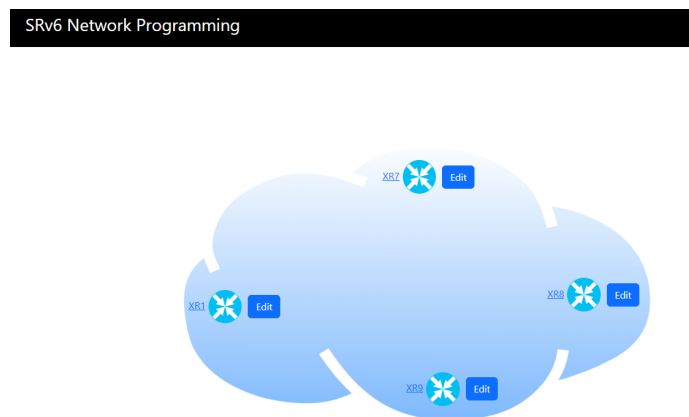 SRv6 Network Programming
XR7 Edit
XR1 Edit
XR8 Edit
XR9 Edit